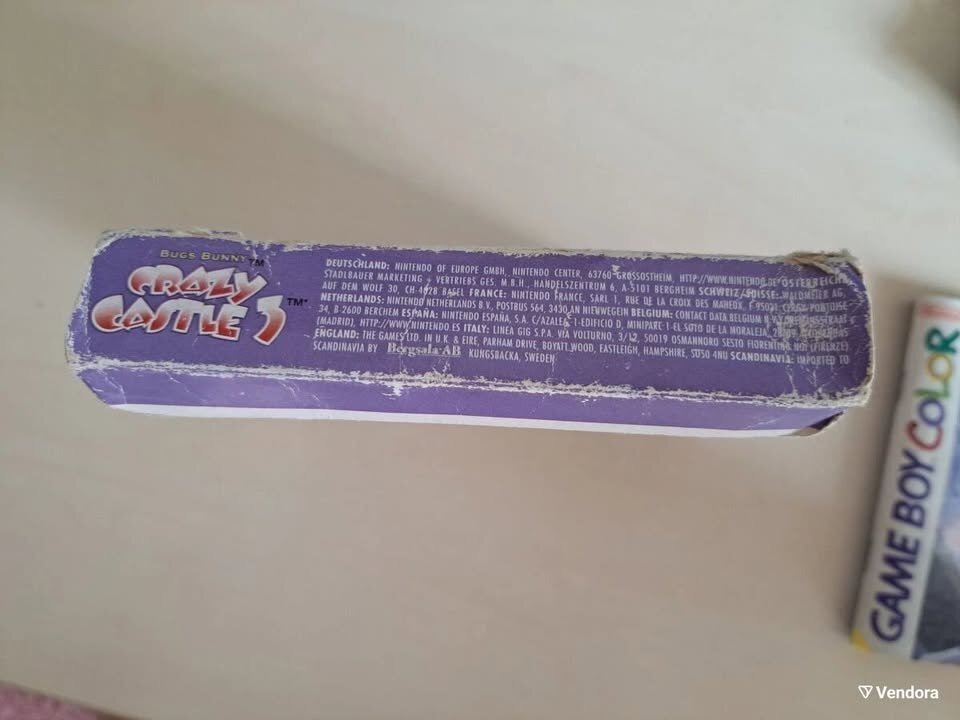 BUGS BUNNY™
CRAZY
CASTLE 3™
DEUTSCHLAND: NINTENDO OF EUROPE GMBH, NINTENDO CENTER, 63760 GROSSOSTHEIM, HTTP://WWW.NINTENDO.DE ÖSTERREICH:
STADLBAUER MARKETING + VERTRIEBS GES. M.B.H., HANDELSZENTRUM 6, A-5101 BERGHEIM SCHWEIZ/SUISSE: WALDMEIER AG,
AUF DEM WOLF 30, CH-4028 BASEL FRANCE: NINTENDO FRANCE, SARL 1, RUE DE LA CROIX DES MAHEUX, F-95031 CERGY PONTOISE
NETHERLANDS: NINTENDO NETHERLANDS B.V. POSTBUS 564, 3430 AN NIEUWEGEIN BELGIUM: CONTACT DATA BELGIUM N.V.
34, B-2600 BERCHEM ESPAÑA: NINTENDO ESPAÑA, S.A. C/AZALEA 1-EDIFICIO D, MINIPARC 1-EL SOTO DE LA MORALEJA,
(MADRID), HTTP://WWW.NINTENDO.ES ITALY: LINEA GIG S.P.A. VIA VOLTURNO, 3/12, 50019 OSMANNORO SESTO FIORENTINO (FIRENZE)
ENGLAND: THE GAMES LTD. IN U.K. & EIRE, PARHAM DRIVE, BOYATT WOOD, EASTLEIGH, HAMPSHIRE, SO50 4NU SCANDINAVIA: IMPORTED TO
SCANDINAVIA BY Bergsala AB KUNGSBACKA, SWEDEN
GAME BOY COLOR
Vendora